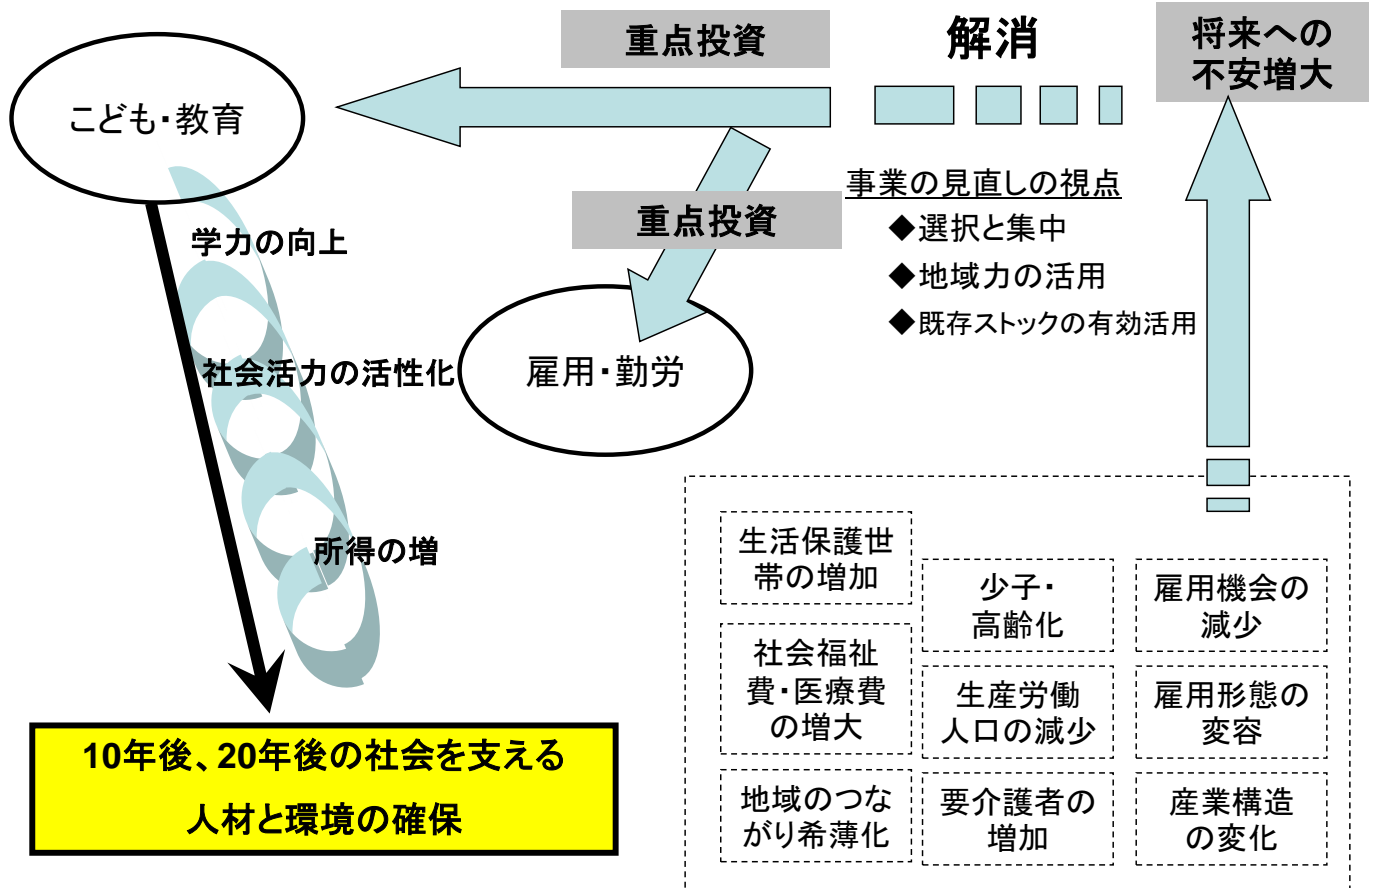 重点投資
解消
将来への
不安増大
こども・教育
事業の見直しの視点
◆選択と集中
◆地域力の活用
◆既存ストックの有効活用
重点投資
学力の向上
社会活力の活性化
雇用・勤労
所得の増
生活保護世
帯の増加
少子・
高齢化
雇用機会の
減少
社会福祉
費・医療費
の増大
生産労働
人口の減少
雇用形態の
変容
地域のつな
がり希薄化
要介護者の
増加
産業構造
の変化
10年後、20年後の社会を支える
人材と環境の確保